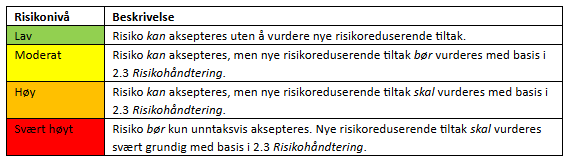 Risikonivå Beskrivelse
Lav Risiko kan aksepteres uten å vurdere nye risikoreduserende tiltak.
Moderat Risiko kan aksepteres, men nye risikoreduserende tiltak bør vurderes med basis i
2.3 Risikohåndtering.
Høy Risiko kan aksepteres, men nye risikoreduserende tiltak skal vurderes med basis i
2.3 Risikohåndtering.
Svært høyt Risiko bør kun unntaksvis aksepteres. Nye risikoreduserende tiltak skal vurderes
svært grundig med basis i 2.3 Risikohåndtering.